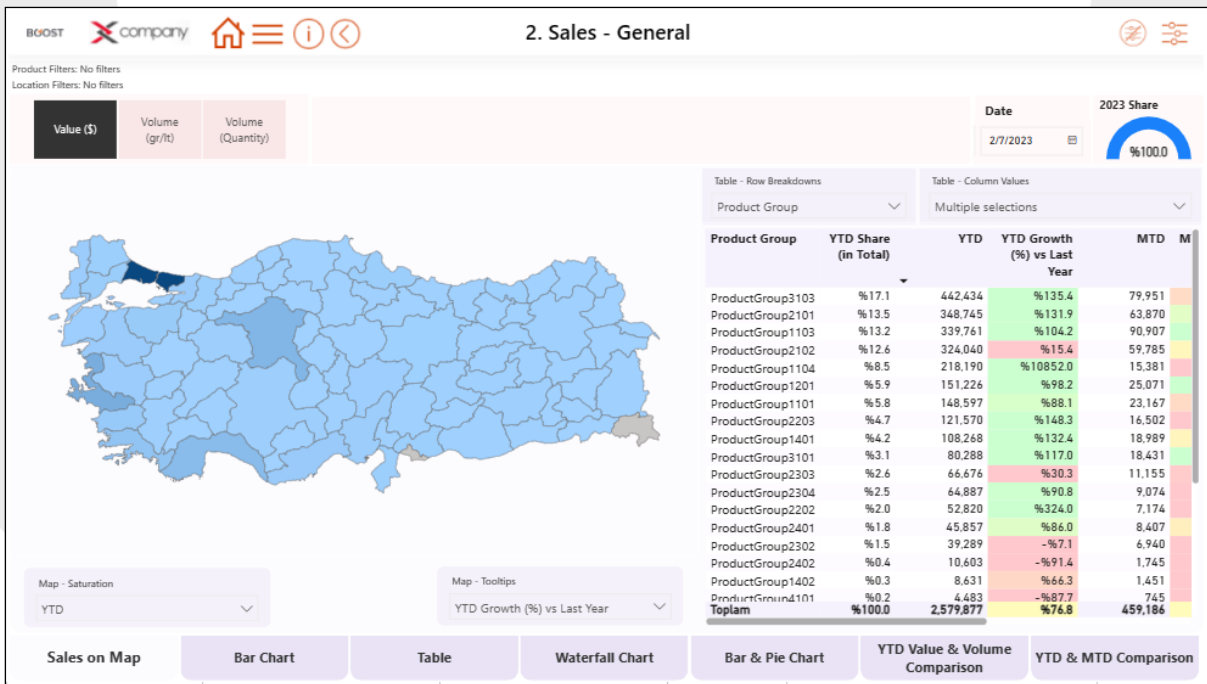 BOOST
Xcompany
2. Sales - General
Product Filters: No filters
Location Filters: No filters
Value ($)
Volume
(gr/lt)
Volume
(Quantity)
Date
2/7/2023
2023 Share
%100.0
Table - Row Breakdowns
Product Group
Table - Column Values
Multiple selections
Product Group YTD Share (in Total) YTD YTD Growth (%) vs Last Year MTD M
ProductGroup3103 %17.1 442,434 %135.4 79,951
ProductGroup2101 %13.5 348,745 %131.9 63,870
ProductGroup1103 %13.2 339,761 %104.2 90,907
ProductGroup2102 %12.6 324,040 %15.4 59,785
ProductGroup1104 %8.5 218,190 %10852.0 15,381
ProductGroup1201 %5.9 151,226 %98.2 25,071
ProductGroup1101 %5.8 148,597 %88.1 23,167
ProductGroup2203 %4.7 121,570 %148.3 16,502
ProductGroup1401 %4.2 108,268 %132.4 18,989
ProductGroup3101 %3.1 80,288 %117.0 18,431
ProductGroup2303 %2.6 66,676 %30.3 11,155
ProductGroup2304 %2.5 64,887 %90.8 9,074
ProductGroup2202 %2.0 52,820 %324.0 7,174
ProductGroup2401 %1.8 45,857 %86.0 8,407
ProductGroup2302 %1.5 39,289 -%7.1 6,940
ProductGroup2402 %0.4 10,603 -%91.4 1,745
ProductGroup1402 %0.3 8,631 %66.3 1,451
ProductGroup4101 %0.2 4,483 -%87.7 745
Toplam %100.0 2,579,877 %76.8 459,186
Map - Saturation
YTD
Map - Tooltips
YTD Growth (%) vs Last Year
Sales on Map
Bar Chart
Table
Waterfall Chart
Bar & Pie Chart
YTD Value & Volume
Comparison
YTD & MTD Comparison